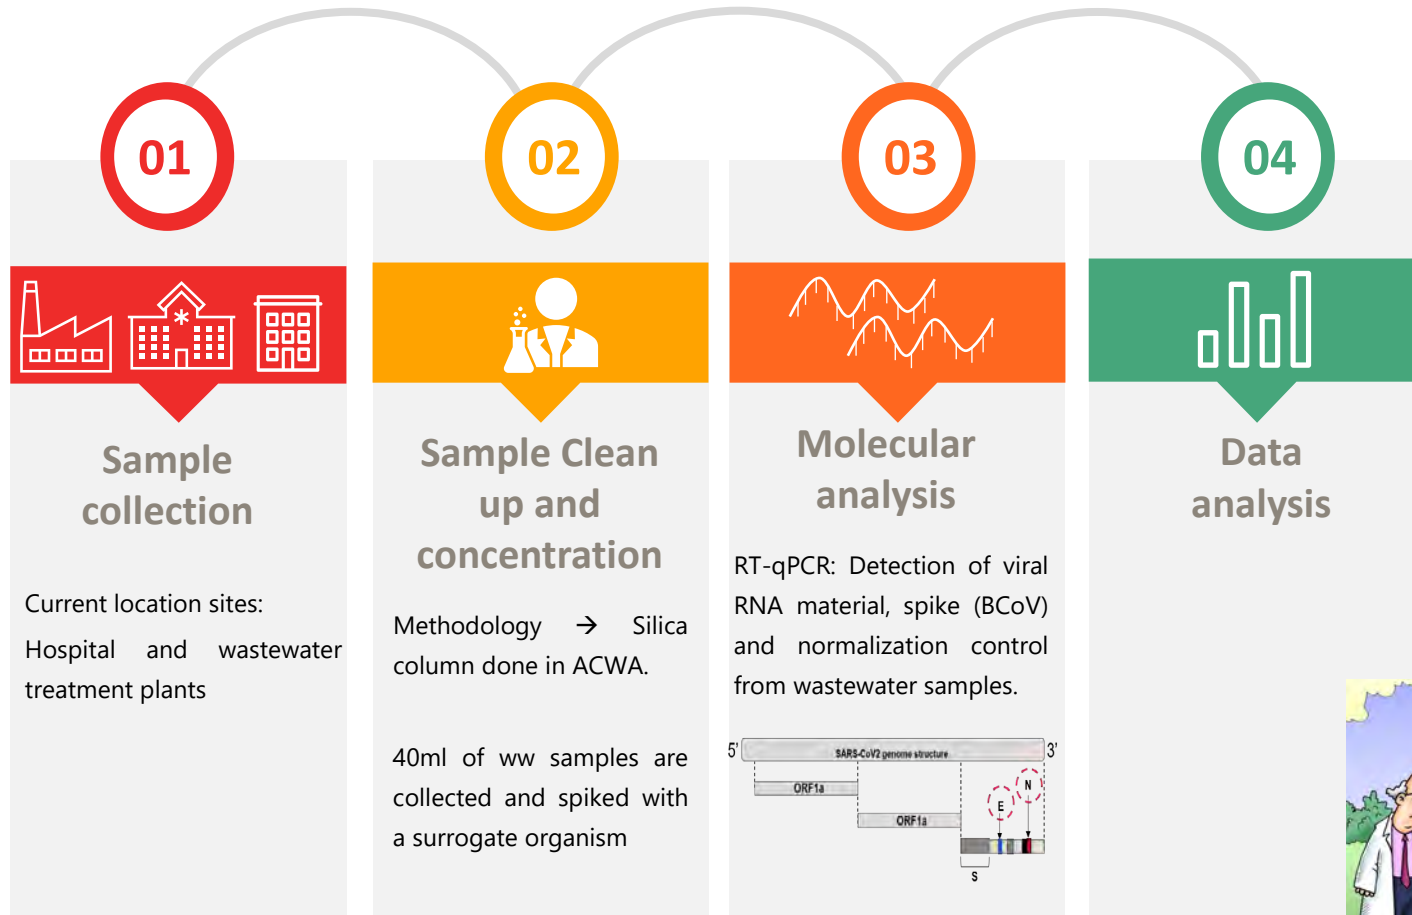 01
02
03
04
Sample
collection
Current location sites:
Hospital and wastewater
treatment plants
Sample Clean
up and
concentration
Methodology → Silica
column done in ACWA.
40ml of ww samples are
collected and spiked with
a surrogate organism
Molecular
analysis
RT-qPCR: Detection of viral
RNA material, spike (BCoV)
and normalization control
from wastewater samples.
5' SARS-CoV2 genome structure 3'
ORF1a
ORF1a
E
N
S
Data
analysis